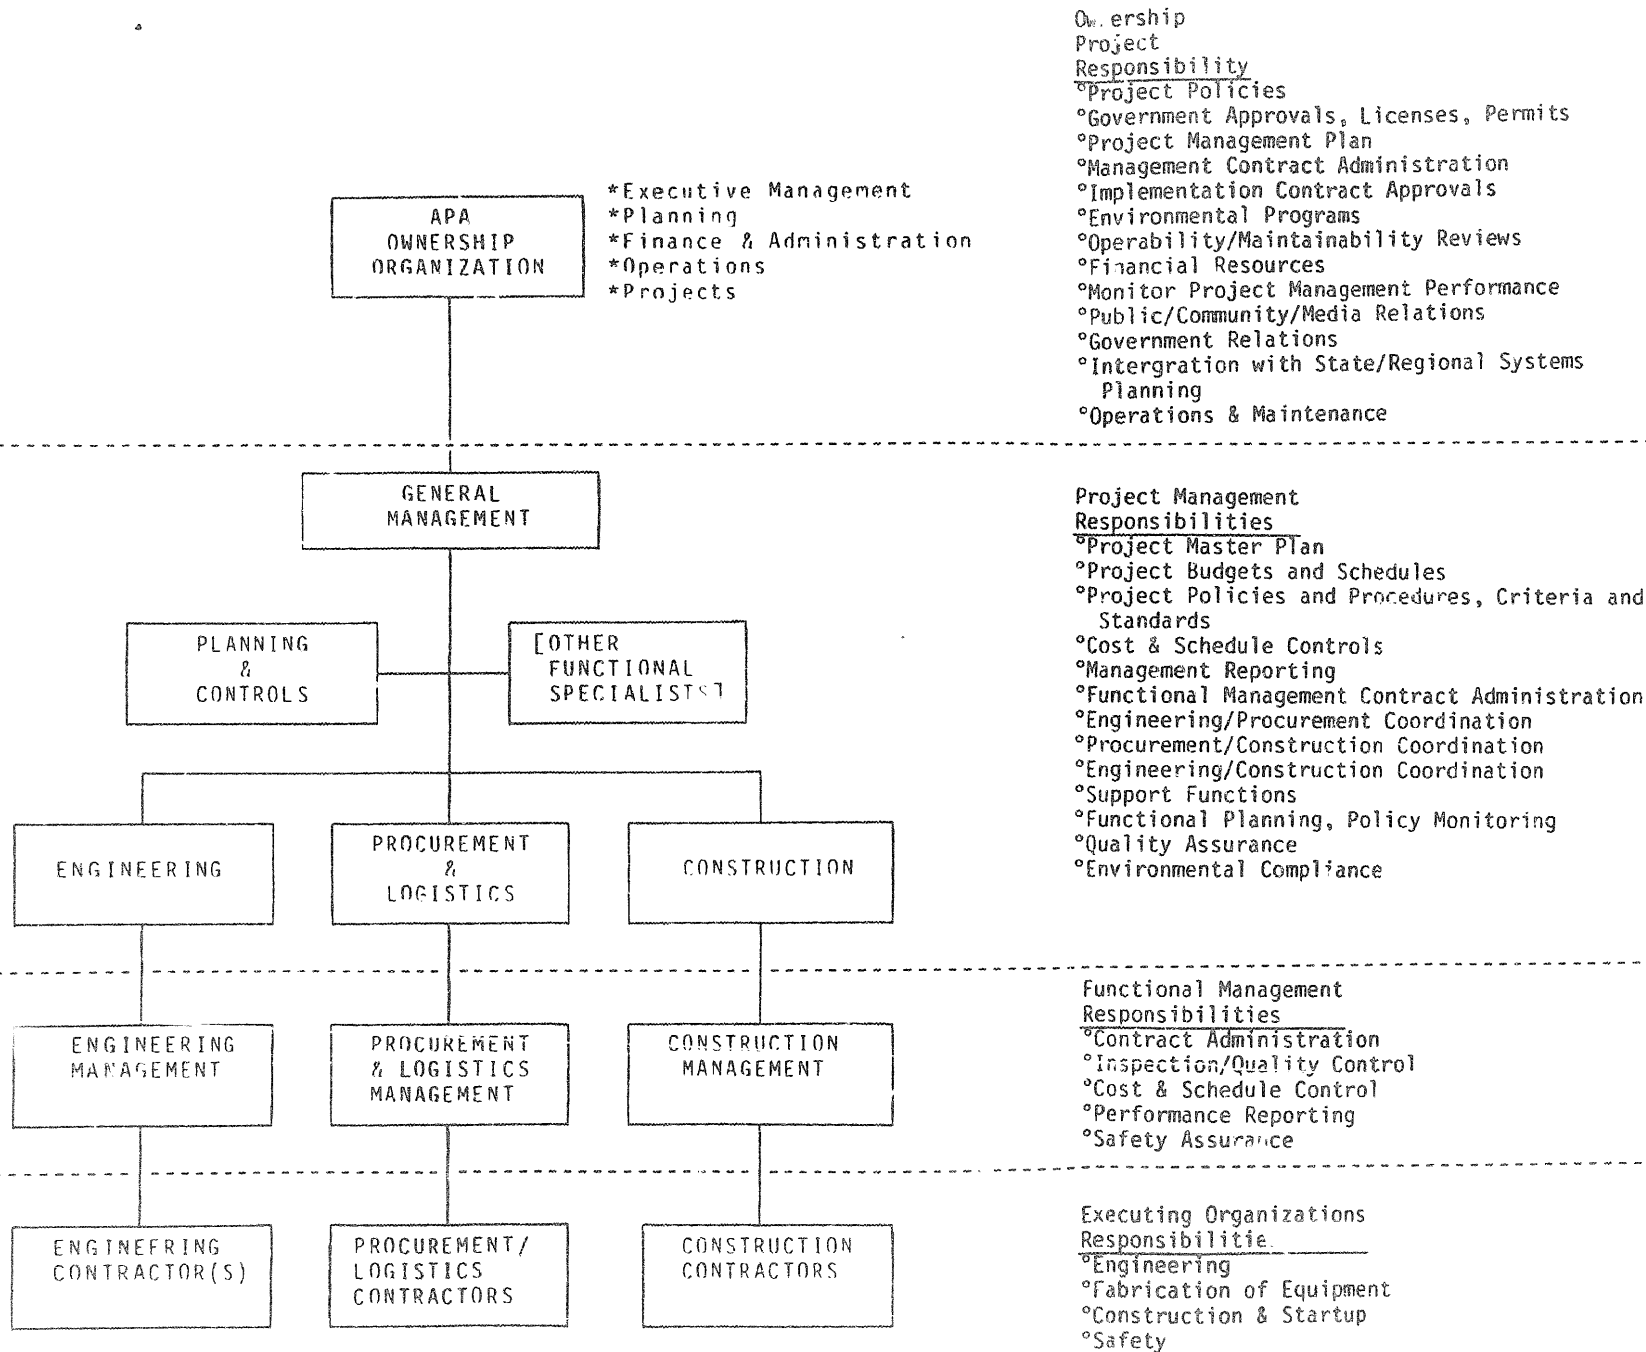 Ow.ership
Project
Responsibility
°Project Policies
°Government Approvals, Licenses, Permits
°Project Management Plan
°Management Contract Administration
°Implementation Contract Approvals
°Environmental Programs
°Operability/Maintainability Reviews
°Financial Resources
°Monitor Project Management Performance
°Public/Community/Media Relations
°Government Relations
°Intergration with State/Regional Systems
Planning
°Operations & Maintenance
APA
OWNERSHIP
ORGANIZATION
*Executive Management
*Planning
*Finance & Administration
*Operations
*Projects
GENERAL
MANAGEMENT
PLANNING
&
CONTROLS
[OTHER
FUNCTIONAL
SPECIALISTS]
ENGINEERING
PROCUREMENT
&
LOGISTICS
CONSTRUCTION
Project Management
Responsibilities
°Project Master Plan
°Project Budgets and Schedules
°Project Policies and Procedures, Criteria and
Standards
°Cost & Schedule Controls
°Management Reporting
°Functional Management Contract Administration
°Engineering/Procurement Coordination
°Procurement/Construction Coordination
°Engineering/Construction Coordination
°Support Functions
°Functional Planning, Policy Monitoring
°Quality Assurance
°Environmental Compliance
ENGINEERING
MANAGEMENT
PROCUREMENT
& LOGISTICS
MANAGEMENT
CONSTRUCTION
MANAGEMENT
Functional Management
Responsibilities
°Contract Administration
°Inspection/Quality Control
°Cost & Schedule Control
°Performance Reporting
°Safety Assurance
ENGINEERING
CONTRACTOR(S)
PROCUREMENT/
LOGISTICS
CONTRACTORS
CONSTRUCTION
CONTRACTORS
Executing Organizations
Responsibilitie
°Engineering
°Fabrication of Equipment
°Construction & Startup
°Safety